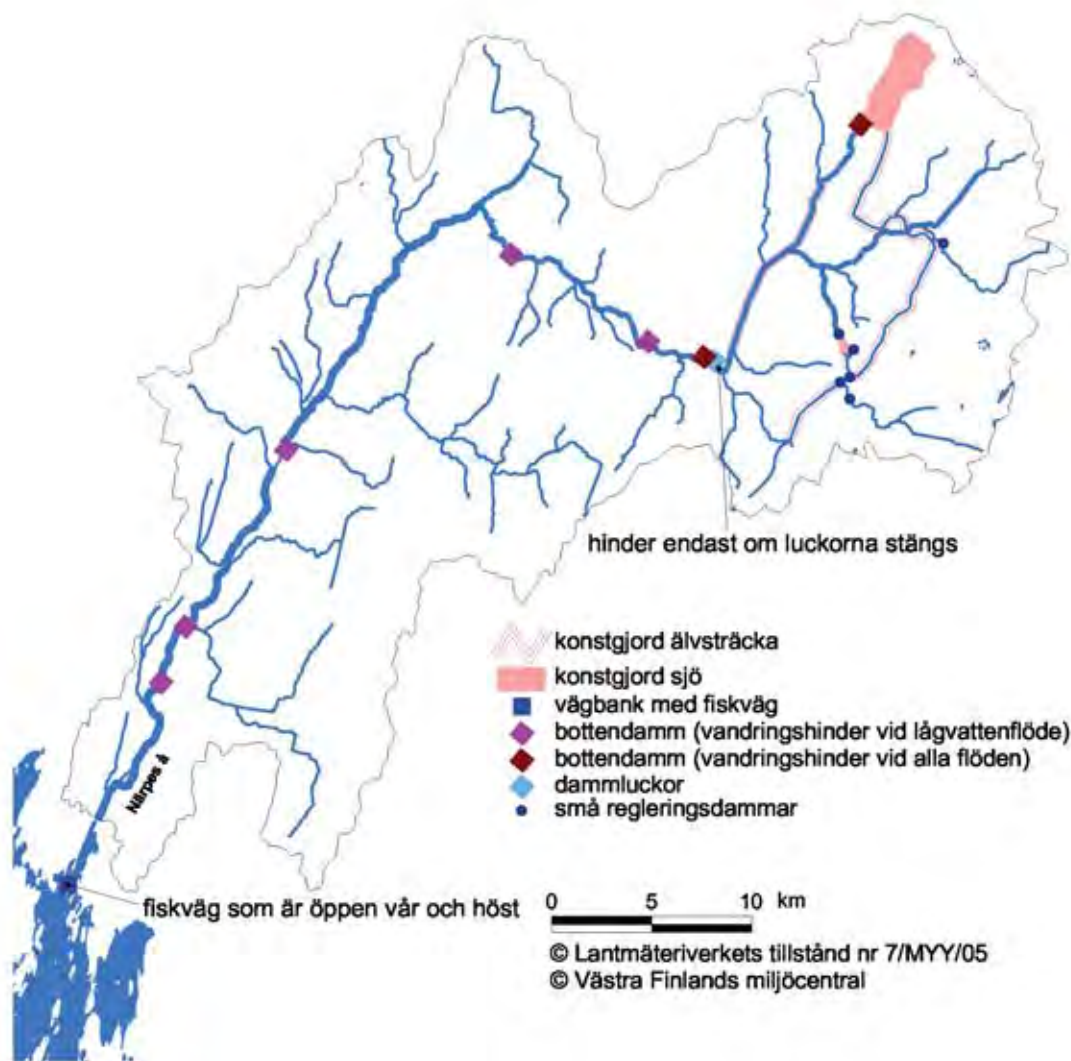 hinder endast om luckorna stängs
konstgjord älvsträcka
konstgjord sjö
vägbank med fiskväg
bottendamm (vandringshinder vid lågvattenflöde)
bottendamm (vandringshinder vid alla flöden)
dammluckor
små regleringsdammar
Närpes å
fiskväg som är öppen vår och höst
0 5 10 km
© Lantmäteriverkets tillstånd nr 7/MYY/05
© Västra Finlands miljöcentral